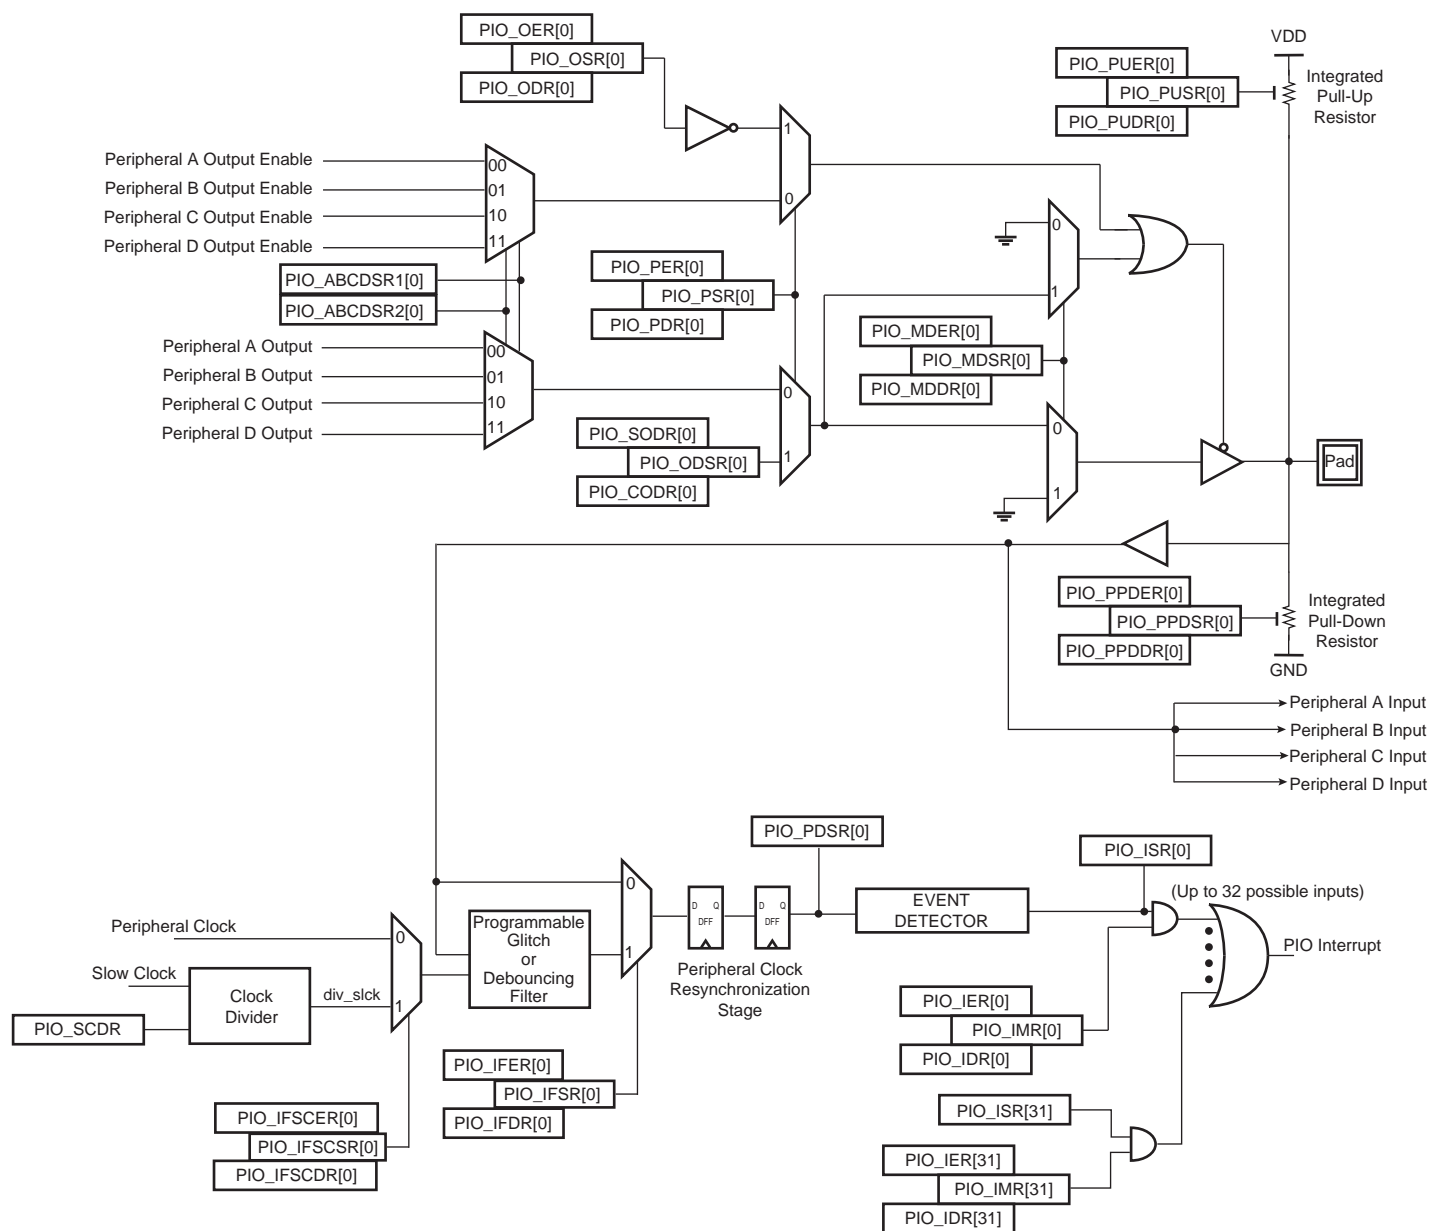 PIO_OER[0]
PIO_OSR[0]
PIO_ODR[0]
1
0
VDD
PIO_PUER[0]
PIO_PUSR[0]
PIO_PUDR[0]
Integrated
Pull-Up
Resistor
Peripheral A Output Enable
Peripheral B Output Enable
Peripheral C Output Enable
Peripheral D Output Enable
00
01
10
11
PIO_ABCDSR1[0]
PIO_ABCDSR2[0]
PIO_PER[0]
PIO_PSR[0]
PIO_PDR[0]
0
1
PIO_MDER[0]
PIO_MDSR[0]
PIO_MDDR[0]
Peripheral A Output
Peripheral B Output
Peripheral C Output
Peripheral D Output
00
01
10
11
0
1
PIO_SODR[0]
PIO_ODSR[0]
PIO_CODR[0]
0
1
Pad
PIO_PPDER[0]
PIO_PPDSR[0]
PIO_PPDDR[0]
Integrated
Pull-Down
Resistor
GND
Peripheral A Input
Peripheral B Input
Peripheral C Input
Peripheral D Input
PIO_PDSR[0]
PIO_ISR[0]
(Up to 32 possible inputs)
EVENT
DETECTOR
PIO Interrupt
D Q
DFF
D Q
DFF
Peripheral Clock
Resynchronization
Stage
0
1
Programmable
Glitch
or
Debouncing
Filter
Peripheral Clock
Slow Clock
Clock
Divider
div_slck
0
1
PIO_SCDR
PIO_IER[0]
PIO_IMR[0]
PIO_IDR[0]
PIO_IFER[0]
PIO_IFSR[0]
PIO_IFDR[0]
PIO_IFSCER[0]
PIO_IFSCSR[0]
PIO_IFSCDR[0]
PIO_ISR[31]
PIO_IER[31]
PIO_IMR[31]
PIO_IDR[31]